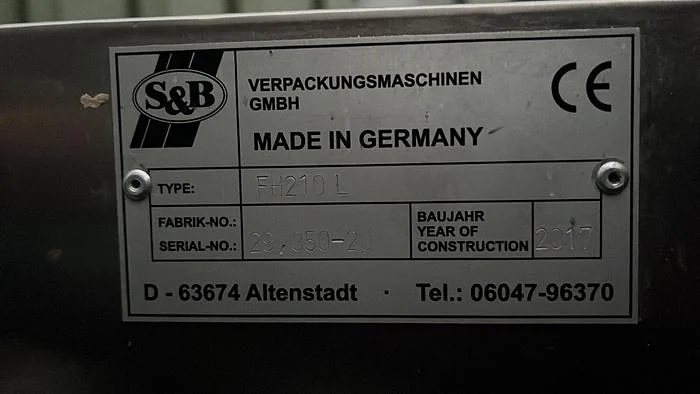 S&B
VERPACKUNGSMASCHINEN
GMBH
MADE IN GERMANY
CE
TYPE: FH210 L
FABRIK-NO.:
SERIAL-NO.:
BAUJAHR
YEAR OF
CONSTRUCTION 2017
D - 63674 Altenstadt · Tel.: 06047-96370